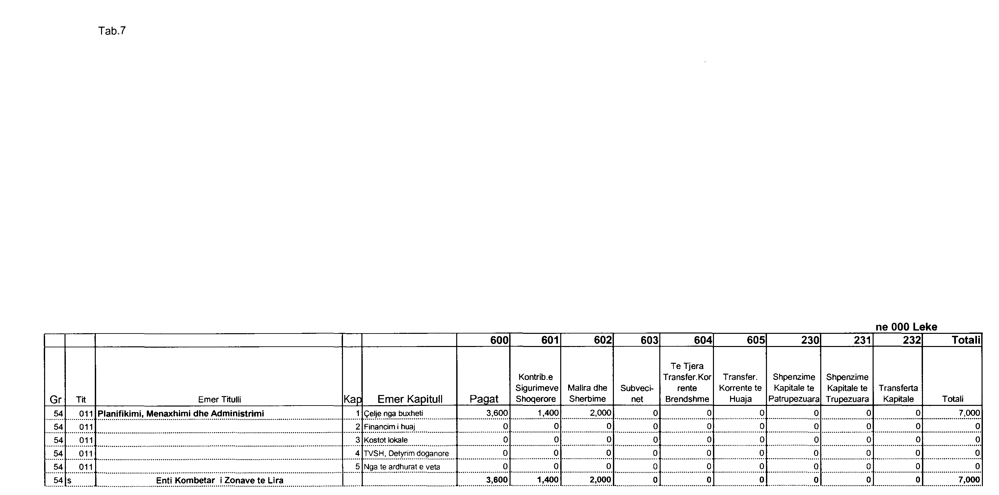 Tab.7
ne 000 Leke
600 601 602 603 604 605 230 231 232 Totali
Gr Tit Emer Titulli Kap Emer Kapitull Pagat Kontrib.e Sigurimeve Shoqerore Mallra dhe Sherbime Subveci-net Te Tjera Transfer.Kor rente Brendshme Transfer. Korrente te Huaja Shpenzime Kapitale te Patrupezuara Shpenzime Kapitale te Trupezuara Transferta Kapitale Totali
54 011 Planifikimi, Menaxhimi dhe Administrimi 1 Çelje nga buxheti 3,600 1,400 2,000 0 0 0 0 0 0 7,000
54 011 2 Financim i huaj 0 0 0 0 0 0 0 0 0 0
54 011 3 Kostot lokale 0 0 0 0 0 0 0 0 0 0
54 011 4 TVSH, Detyrim doganore 0 0 0 0 0 0 0 0 0 0
54 011 5 Nga te ardhurat e veta 0 0 0 0 0 0 0 0 0 0
54 s Enti Kombetar i Zonave te Lira 3,600 1,400 2,000 0 0 0 0 0 0 7,000